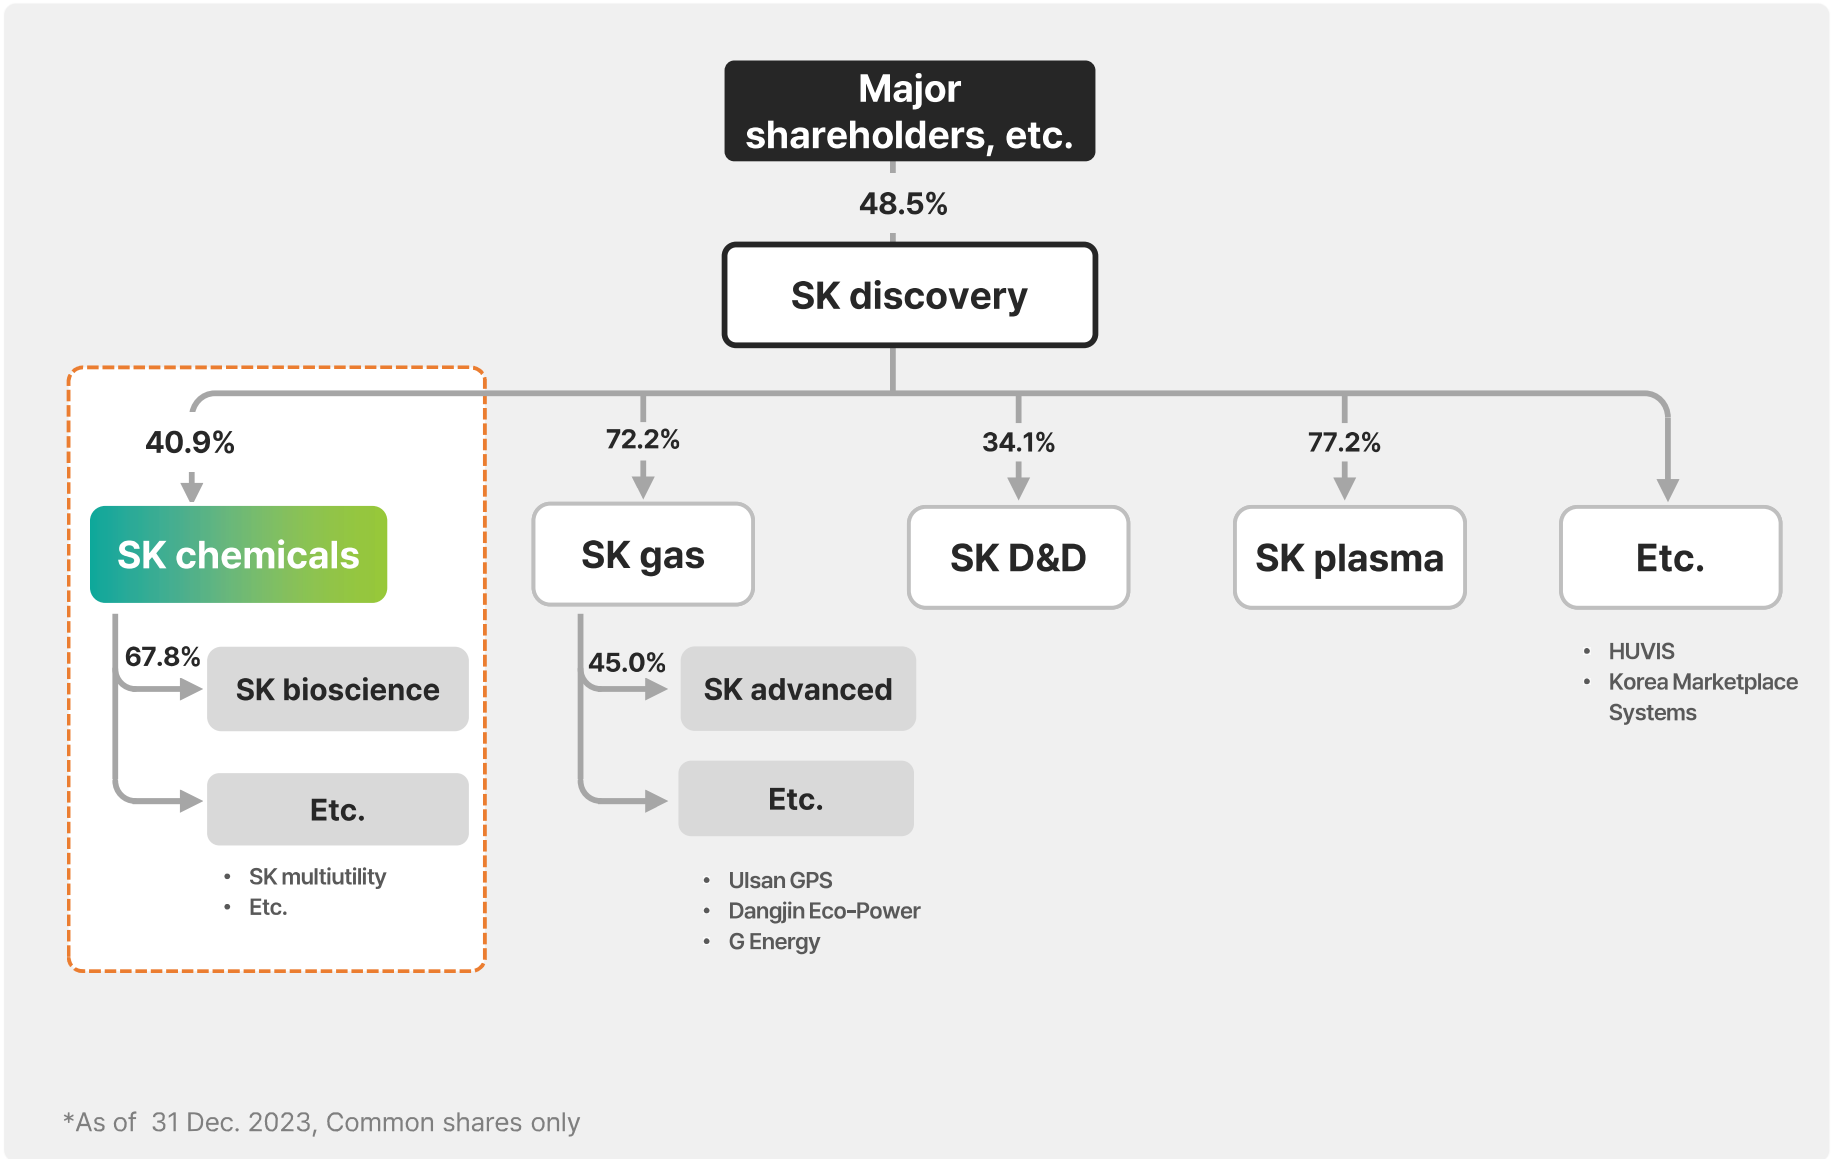 Major
shareholders, etc.
48.5%
SK discovery
40.9%
72.2%
34.1%
77.2%
SK chemicals
SK gas
SK D&D
SK plasma
Etc.
67.8%
SK bioscience
Etc.
• SK multiutility
• Etc.
45.0%
SK advanced
Etc.
• Ulsan GPS
• Dangjin Eco-Power
• G Energy
• HUVIS
• Korea Marketplace
Systems
*As of 31 Dec. 2023, Common shares only